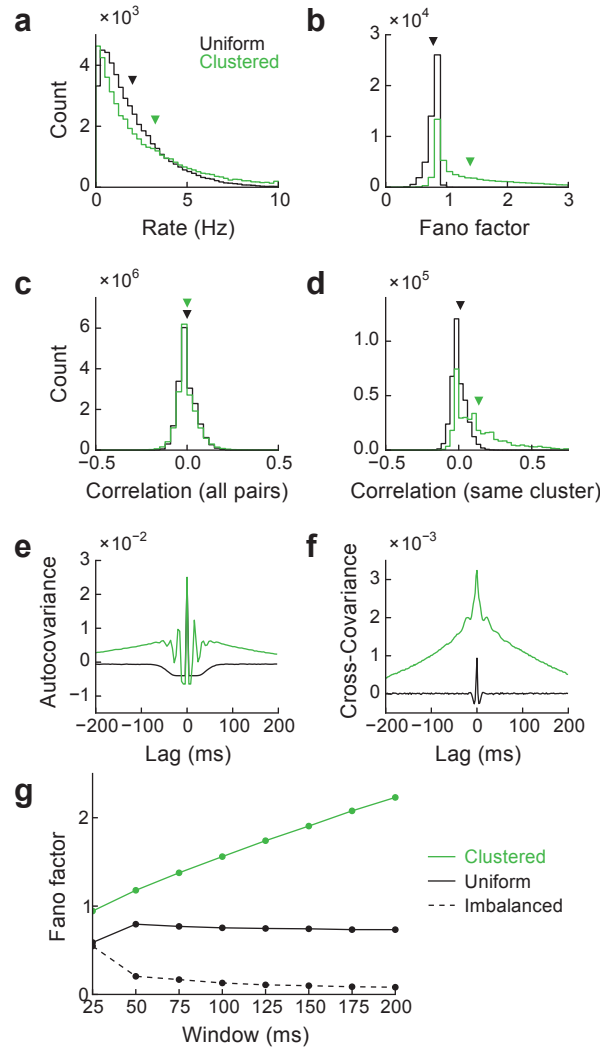 a
×10³
Uniform
Clustered
Count
4
2
0
0
5
10
Rate (Hz)
b
×10⁴
3
2
1
0
0
1
2
3
Fano factor
c
×10⁶
Count
6
4
2
0
−0.5
0.0
0.5
Correlation (all pairs)
d
×10⁵
1.0
0.5
0.0
−0.5
0.0
0.5
Correlation (same cluster)
e
×10⁻²
Autocovariance
3
2
1
0
−1
−200
−100
0
100
200
Lag (ms)
f
×10⁻³
Cross-Covariance
3
2
1
0
−200
−100
0
100
200
Lag (ms)
g
Fano factor
2
1
0
25
50
75
100
125
150
175
200
Window (ms)
Clustered
Uniform
Imbalanced